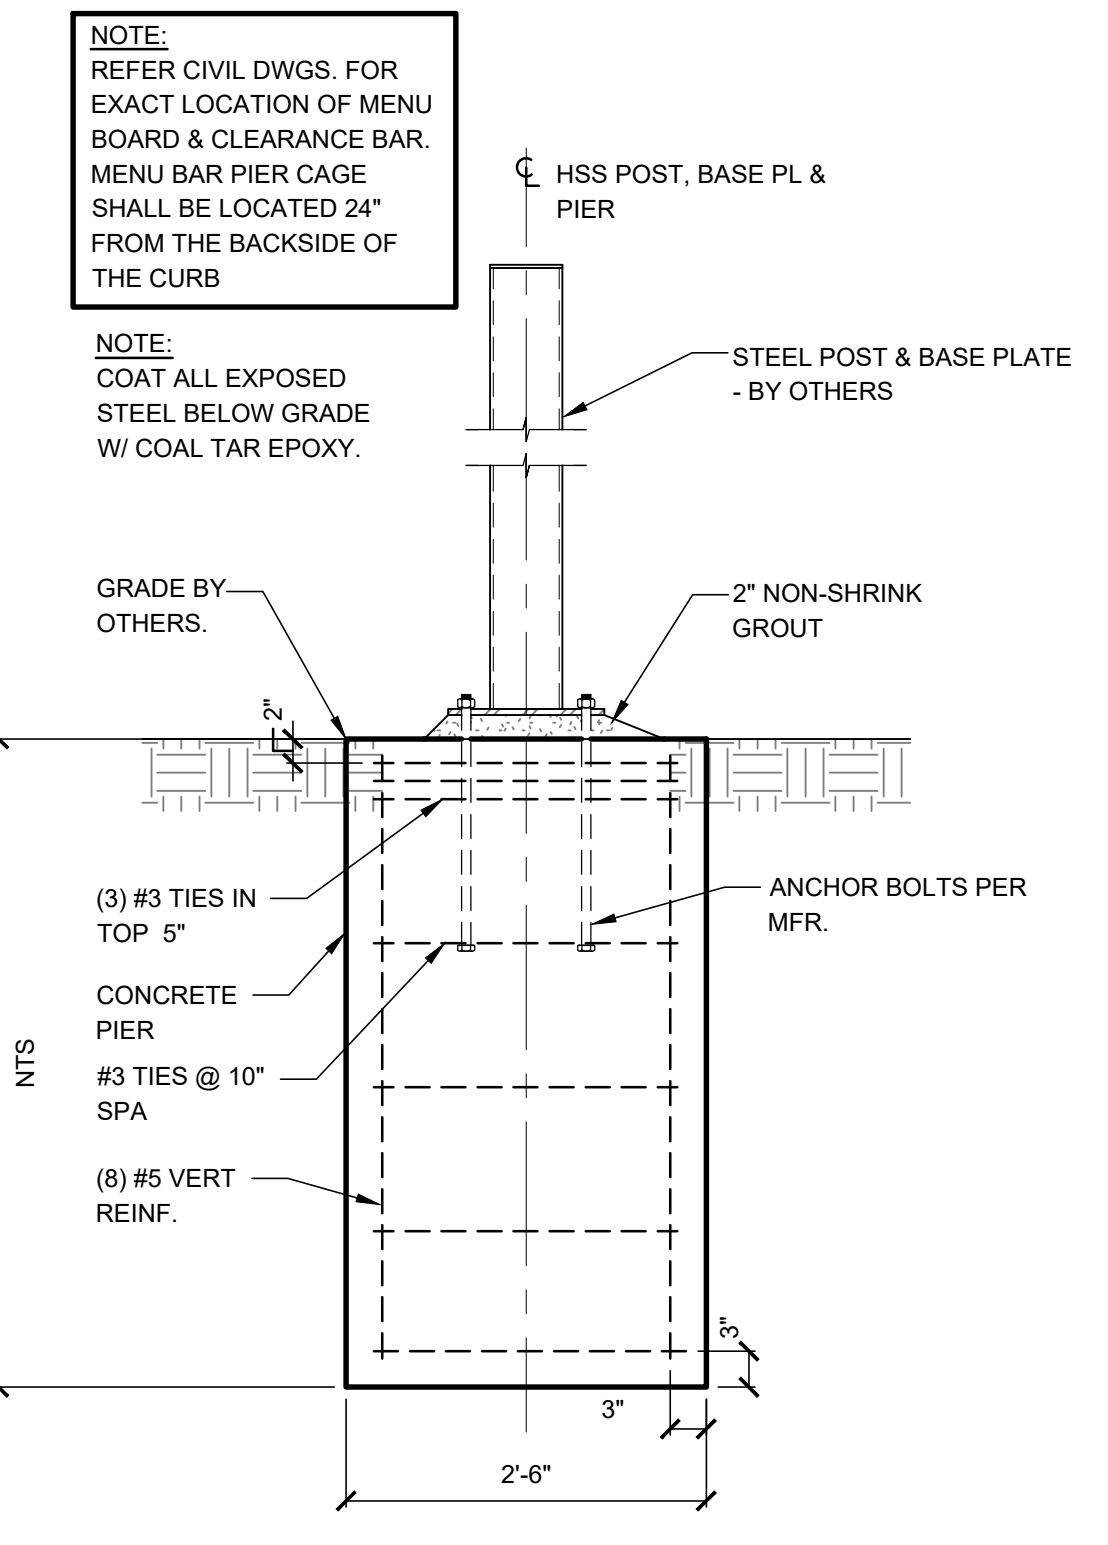 NOTE:
REFER CIVIL DWGS. FOR
EXACT LOCATION OF MENU
BOARD & CLEARANCE BAR.
MENU BAR PIER CAGE
SHALL BE LOCATED 24"
FROM THE BACKSIDE OF
THE CURB
℄ HSS POST, BASE PL &
PIER
NOTE:
COAT ALL EXPOSED
STEEL BELOW GRADE
W/ COAL TAR EPOXY.
STEEL POST & BASE PLATE
- BY OTHERS
GRADE BY
OTHERS.
2" NON-SHRINK
GROUT
2"
(3) #3 TIES IN
TOP 5"
ANCHOR BOLTS PER
MFR.
CONCRETE
PIER
NTS
#3 TIES @ 10"
SPA
(8) #5 VERT
REINF.
3"
3"
2'-6"